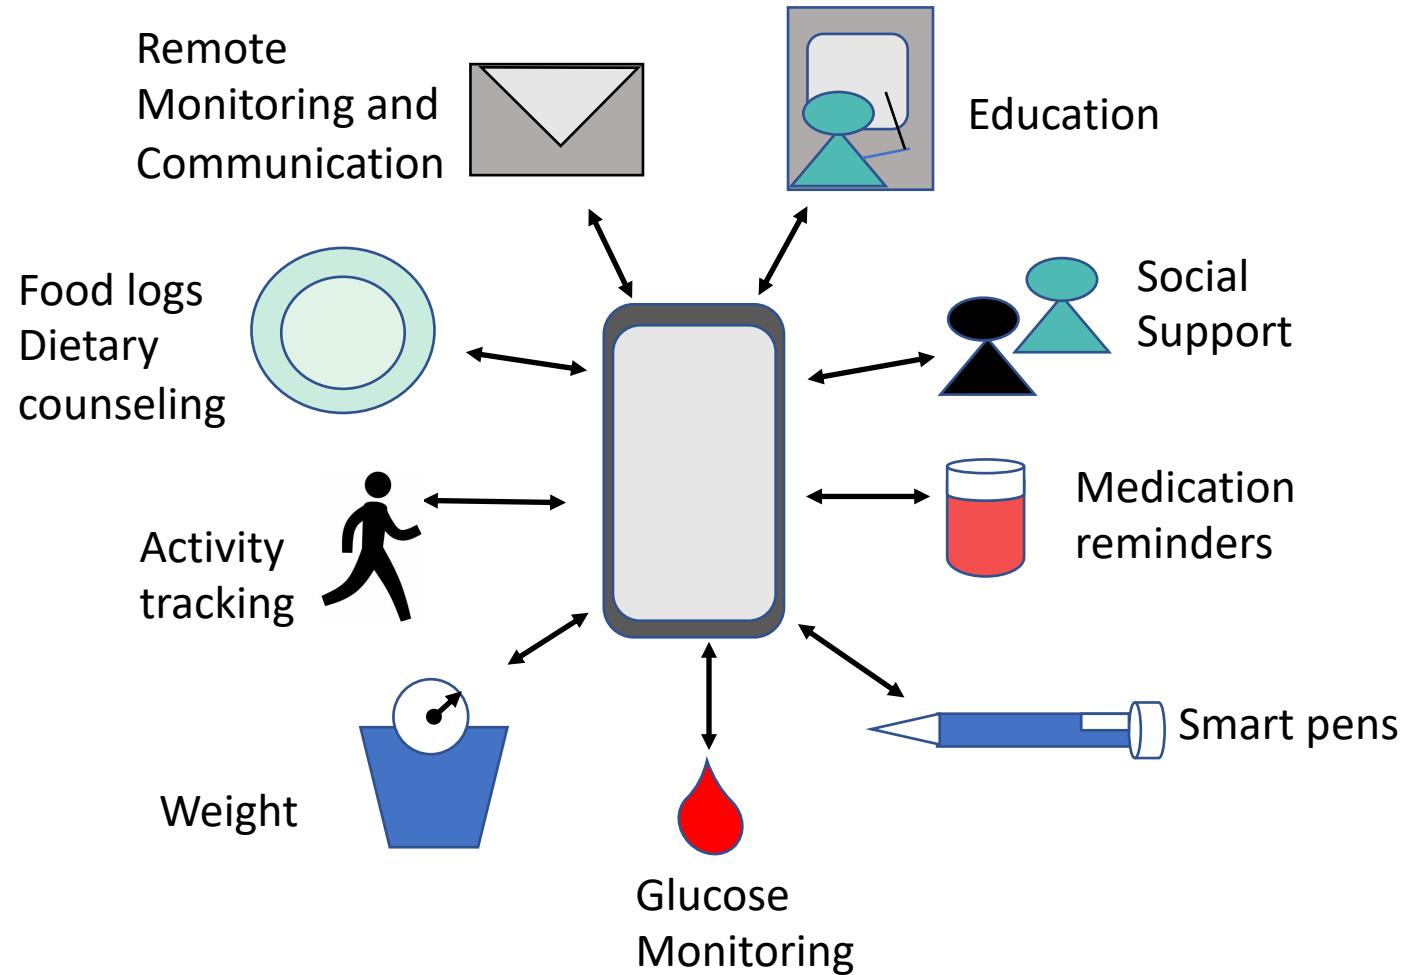 Remote
Monitoring and
Communication
Education
Food logs
Dietary
counseling
Social
Support
Activity
tracking
Medication
reminders
Weight
Smart pens
Glucose
Monitoring